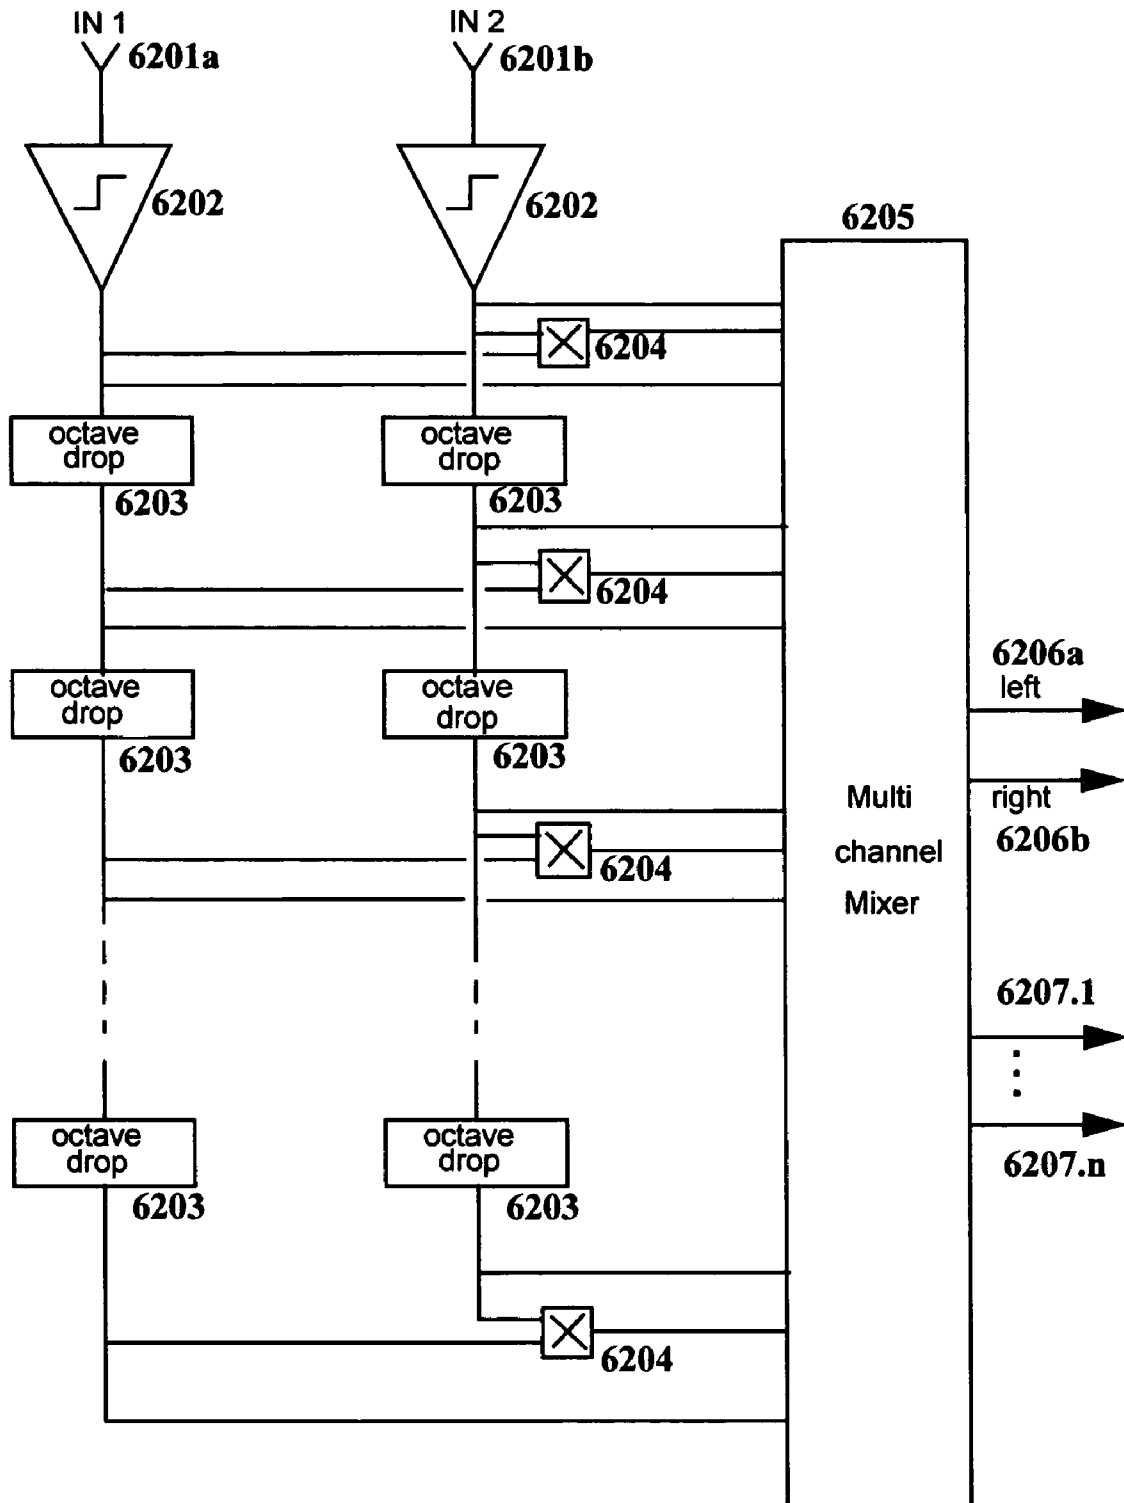 IN 1
IN 2
6201a
6201b
6202
6202
6205
6204
octave
drop
octave
drop
6203
6203
6204
6206a
left
octave
drop
octave
drop
6203
6203
Multi
channel
Mixer
right
6206b
6204
6207.1
octave
drop
octave
drop
6207.n
6203
6203
6204